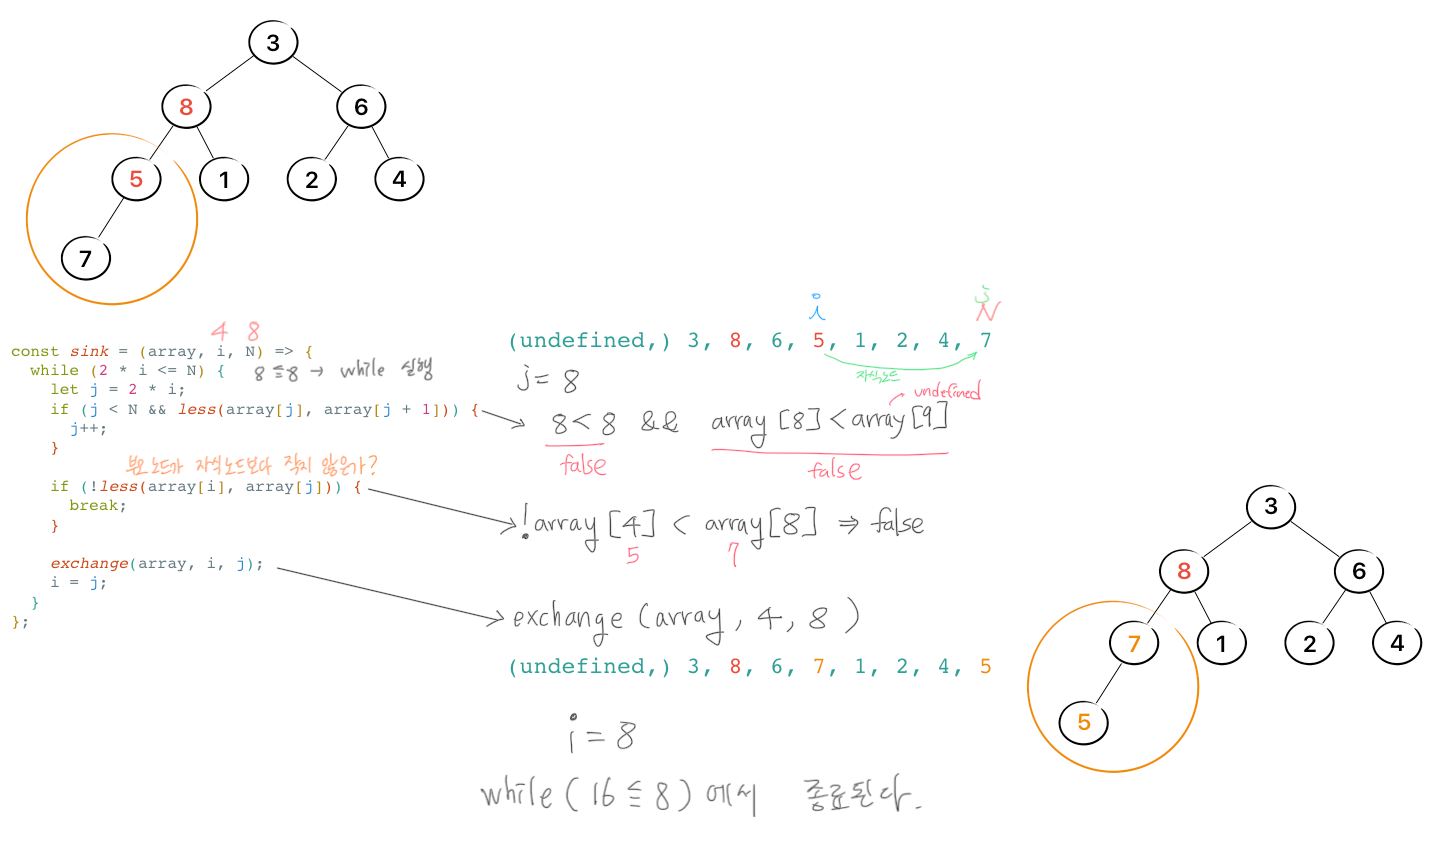 3
8 6
5 1 2 4
7
4 8
const sink = (array, i, N) => {
while (2 * i <= N) { 8 ≤ 8 → while 실행
let j = 2 * i;
if (j < N && less(array[j], array[j + 1])) {
j++;
}
부모노드가 자식노드보다 작지 않은가?
if (!less(array[i], array[j])) {
break;
}
exchange(array, i, j);
i = j;
}
};
i j
N
(undefined,) 3, 8, 6, 5, 1, 2, 4, 7
자식노드
j = 8
undefined
8 < 8 && array [8] < array [9]
false false
!array [4] < array [8] ⇒ false
5 7
exchange (array, 4, 8 )
(undefined,) 3, 8, 6, 7, 1, 2, 4, 5
i = 8
while ( 16 ≤ 8 ) 에서 종료된다.
3
8 6
7 1 2 4
5